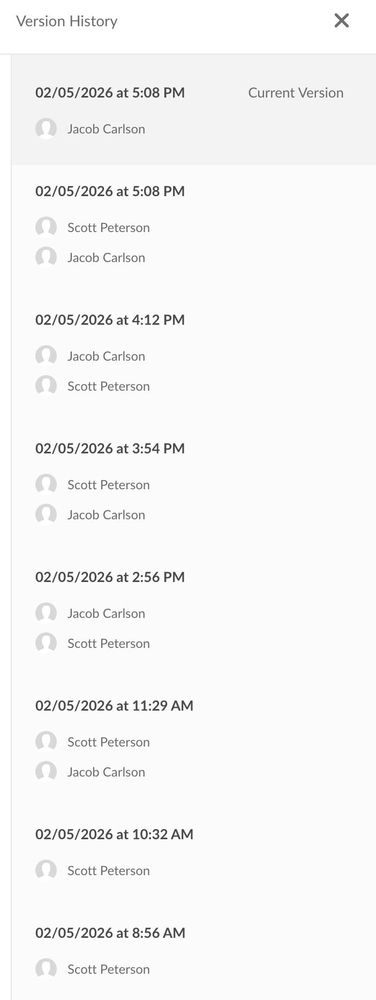 Version History
02/05/2026 at 5:08 PM Current Version
Jacob Carlson
02/05/2026 at 5:08 PM
Scott Peterson
Jacob Carlson
02/05/2026 at 4:12 PM
Jacob Carlson
Scott Peterson
02/05/2026 at 3:54 PM
Scott Peterson
Jacob Carlson
02/05/2026 at 2:56 PM
Jacob Carlson
Scott Peterson
02/05/2026 at 11:29 AM
Scott Peterson
Jacob Carlson
02/05/2026 at 10:32 AM
Scott Peterson
02/05/2026 at 8:56 AM
Scott Peterson